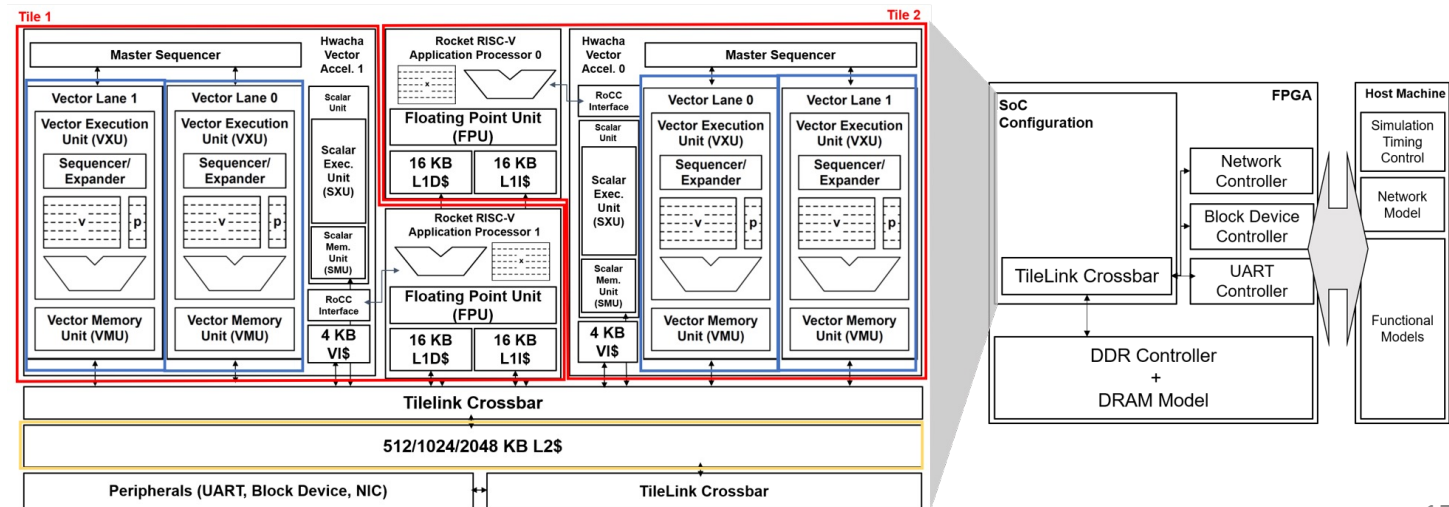 Tile 1
Tile 2
Master Sequencer
Hwacha
Vector
Accel. 1
Vector Lane 1
Vector Execution
Unit (VXU)
Sequencer/
Expander
v
p
Vector Memory
Unit (VMU)
Vector Lane 0
Vector Execution
Unit (VXU)
Sequencer/
Expander
v
p
Vector Memory
Unit (VMU)
Scalar
Unit
Scalar
Exec.
Unit
(SXU)
Scalar
Mem.
Unit
(SMU)
RoCC
Interface
4 KB
VI$
Rocket RISC-V
Application Processor 0
x
Floating Point Unit
(FPU)
16 KB
L1D$
16 KB
L1I$
Rocket RISC-V
Application Processor 1
x
Floating Point Unit
(FPU)
16 KB
L1D$
16 KB
L1I$
Hwacha
Vector
Accel. 0
Master Sequencer
RoCC
Interface
Scalar
Unit
Scalar
Exec.
Unit
(SXU)
Scalar
Mem.
Unit
(SMU)
4 KB
VI$
Vector Lane 0
Vector Execution
Unit (VXU)
Sequencer/
Expander
v
p
Vector Memory
Unit (VMU)
Vector Lane 1
Vector Execution
Unit (VXU)
Sequencer/
Expander
v
p
Vector Memory
Unit (VMU)
Tilelink Crossbar
512/1024/2048 KB L2$
Peripherals (UART, Block Device, NIC)
TileLink Crossbar
FPGA
SoC
Configuration
TileLink Crossbar
Network
Controller
Block Device
Controller
UART
Controller
DDR Controller
+
DRAM Model
Host Machine
Simulation
Timing
Control
Network
Model
Functional
Models